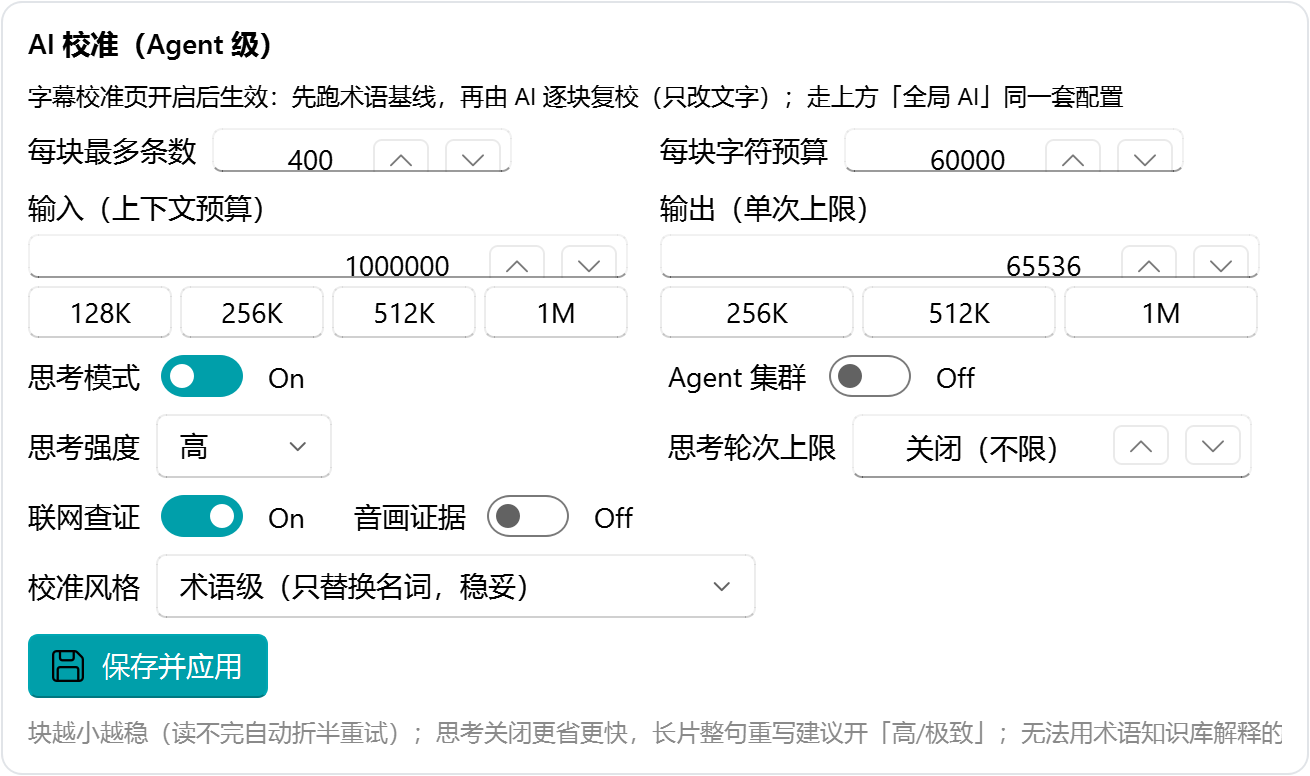 AI 校准（Agent 级）
字幕校准页开启后生效：先跑术语基线，再由 AI 逐块复校（只改文字）；走上方「全局 AI」同一套配置
每块最多条数 400 每块字符预算 60000
输入（上下文预算） 输出（单次上限）
1000000 65536
128K 256K 512K 1M 256K 512K 1M
思考模式 On Agent 集群 Off
思考强度 高 思考轮次上限 关闭（不限）
联网查证 On 音画证据 Off
校准风格 术语级（只替换名词，稳妥）
保存并应用
块越小越稳（读不完自动折半重试）；思考关闭更省更快，长片整句重写建议开「高/极致」；无法用术语知识库解释的